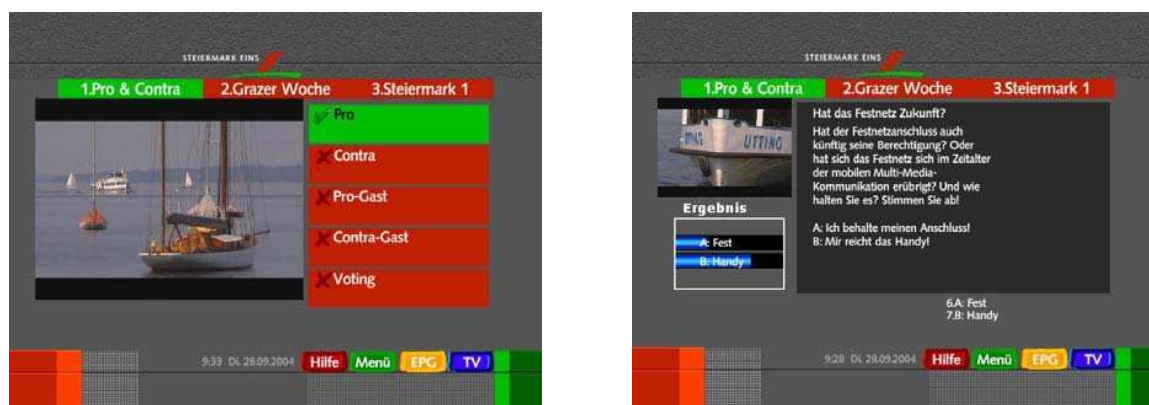 STEIERMARK EINS
1.Pro & Contra 2.Grazer Woche 3.Steiermark 1
Pro
Contra
Pro-Gast
Contra-Gast
Voting
9:33 Di. 28.09.2004 Hilfe Menü EPG TV
STEIERMARK EINS
1.Pro & Contra 2.Grazer Woche 3.Steiermark 1
UTTING
Hat das Festnetz Zukunft?
Hat der Festnetzanschluss auch
künftig seine Berechtigung? Oder
hat sich das Festnetz sich im Zeitalter
der mobilen Multi-Media-
Kommunikation erübrigt? Und wie
halten Sie es? Stimmen Sie ab!
A: Ich behalte meinen Anschluss!
B: Mir reicht das Handy!
Ergebnis
A: Fest
B: Handy
6.A: Fest
7.B: Handy
9:28 Di. 28.09.2004 Hilfe Menü EPG TV